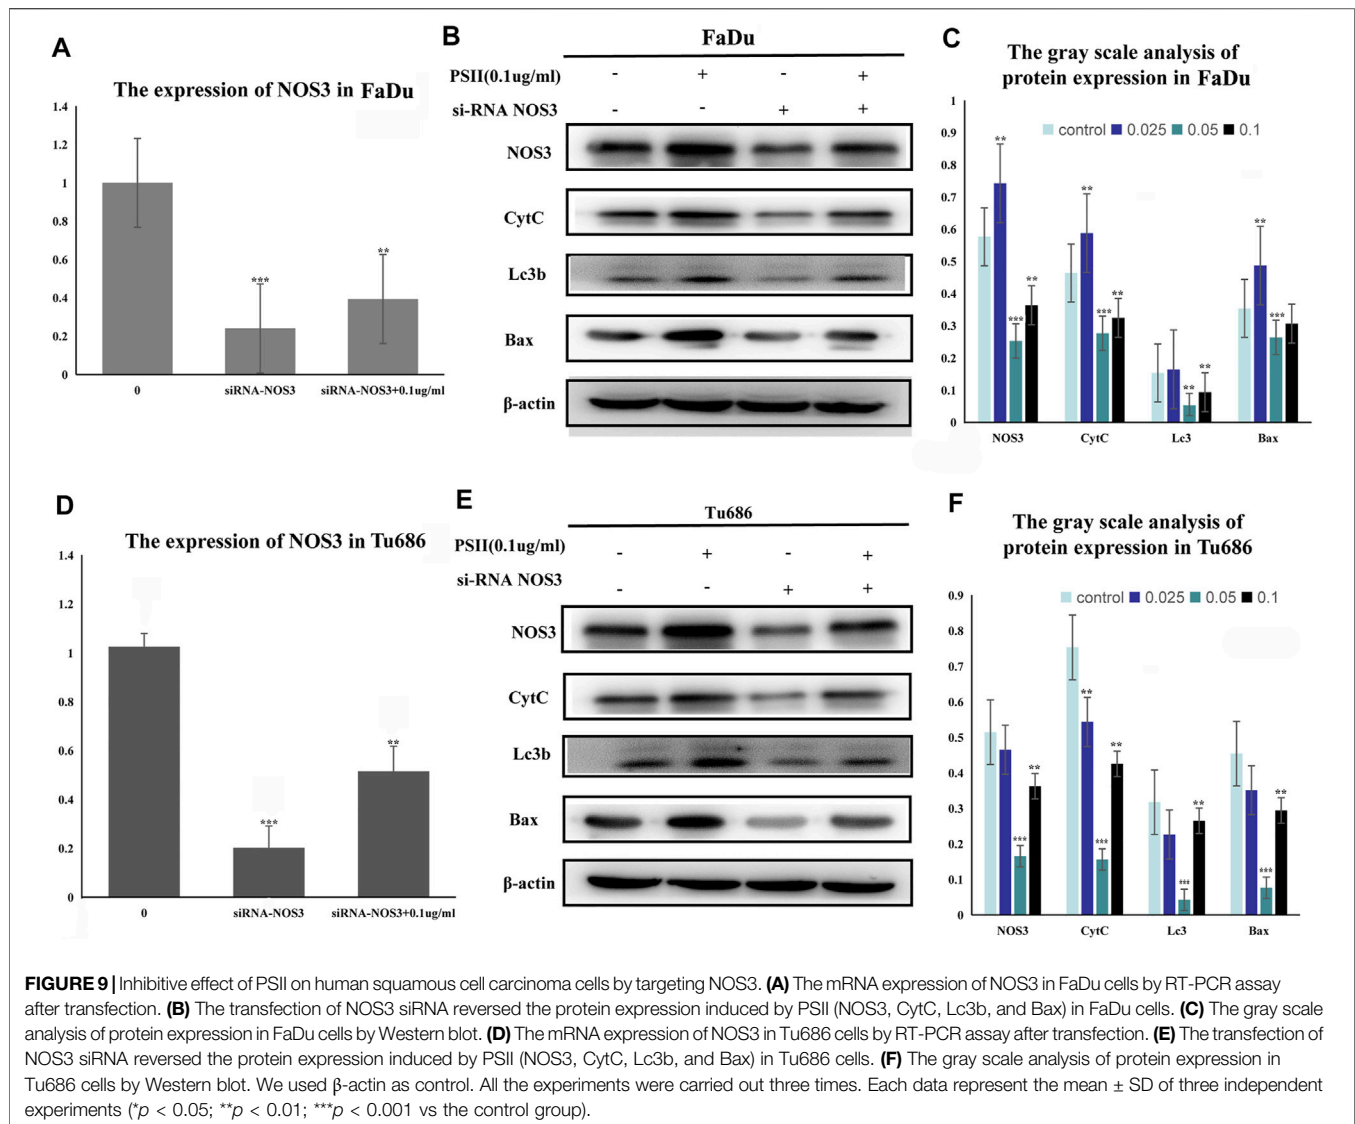 A
The expression of NOS3 in FaDu
1.4
1.2
1
0.8
0.6
0.4
0.2
0
***
**
0 siRNA-NOS3 siRNA-NOS3+0.1ug/ml
B
FaDu
PSII(0.1ug/ml) - + - +
si-RNA NOS3 - - + +
NOS3
CytC
Lc3b
Bax
β-actin
C
The gray scale analysis of
protein expression in FaDu
control 0.025 0.05 0.1
1
0.9
0.8
0.7
0.6
0.5
0.4
0.3
0.2
0.1
0
** *** **
** *** **
** **
** ***
NOS3 CytC Lc3 Bax
D
The expression of NOS3 in Tu686
1.4
1.2
1
0.8
0.6
0.4
0.2
0
***
**
0 siRNA-NOS3 siRNA-NOS3+0.1ug/ml
E
Tu686
PSII(0.1ug/ml) - + - +
si-RNA NOS3 - - + +
NOS3
CytC
Lc3b
Bax
β-actin
F
The gray scale analysis of
protein expression in Tu686
control 0.025 0.05 0.1
0.9
0.8
0.7
0.6
0.5
0.4
0.3
0.2
0.1
0
*** **
** *** **
*** **
*** **
NOS3 CytC Lc3 Bax
FIGURE 9 | Inhibitive effect of PSII on human squamous cell carcinoma cells by targeting NOS3. (A) The mRNA expression of NOS3 in FaDu cells by RT-PCR assay
after transfection. (B) The transfection of NOS3 siRNA reversed the protein expression induced by PSII (NOS3, CytC, Lc3b, and Bax) in FaDu cells. (C) The gray scale
analysis of protein expression in FaDu cells by Western blot. (D) The mRNA expression of NOS3 in Tu686 cells by RT-PCR assay after transfection. (E) The transfection of
NOS3 siRNA reversed the protein expression induced by PSII (NOS3, CytC, Lc3b, and Bax) in Tu686 cells. (F) The gray scale analysis of protein expression in
Tu686 cells by Western blot. We used β-actin as control. All the experiments were carried out three times. Each data represent the mean ± SD of three independent
experiments (*p < 0.05; **p < 0.01; ***p < 0.001 vs the control group).